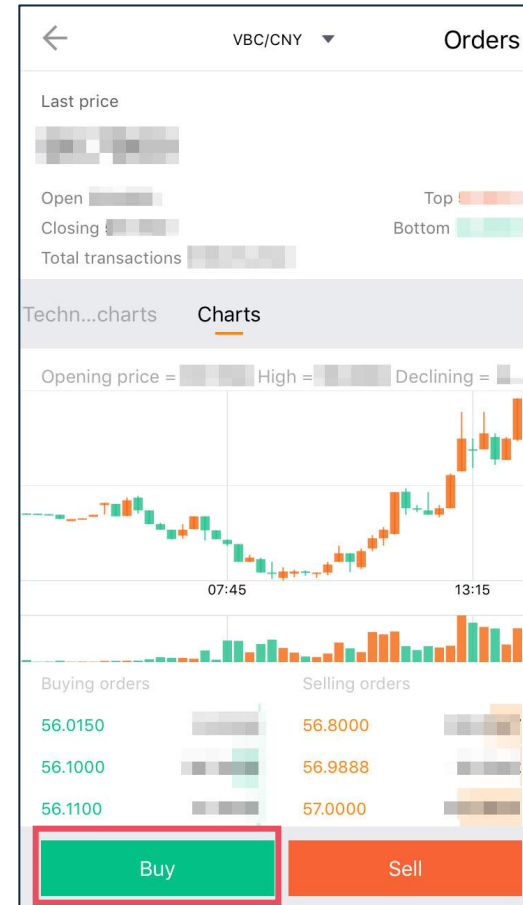 VBC/CNY Orders
Last price
Open Top
Closing Bottom
Total transactions
Techn...charts Charts
Opening price = High = Declining =
07:45 13:15
Buying orders Selling orders
56.0150 56.8000
56.1000 56.9888
56.1100 57.0000
Buy Sell